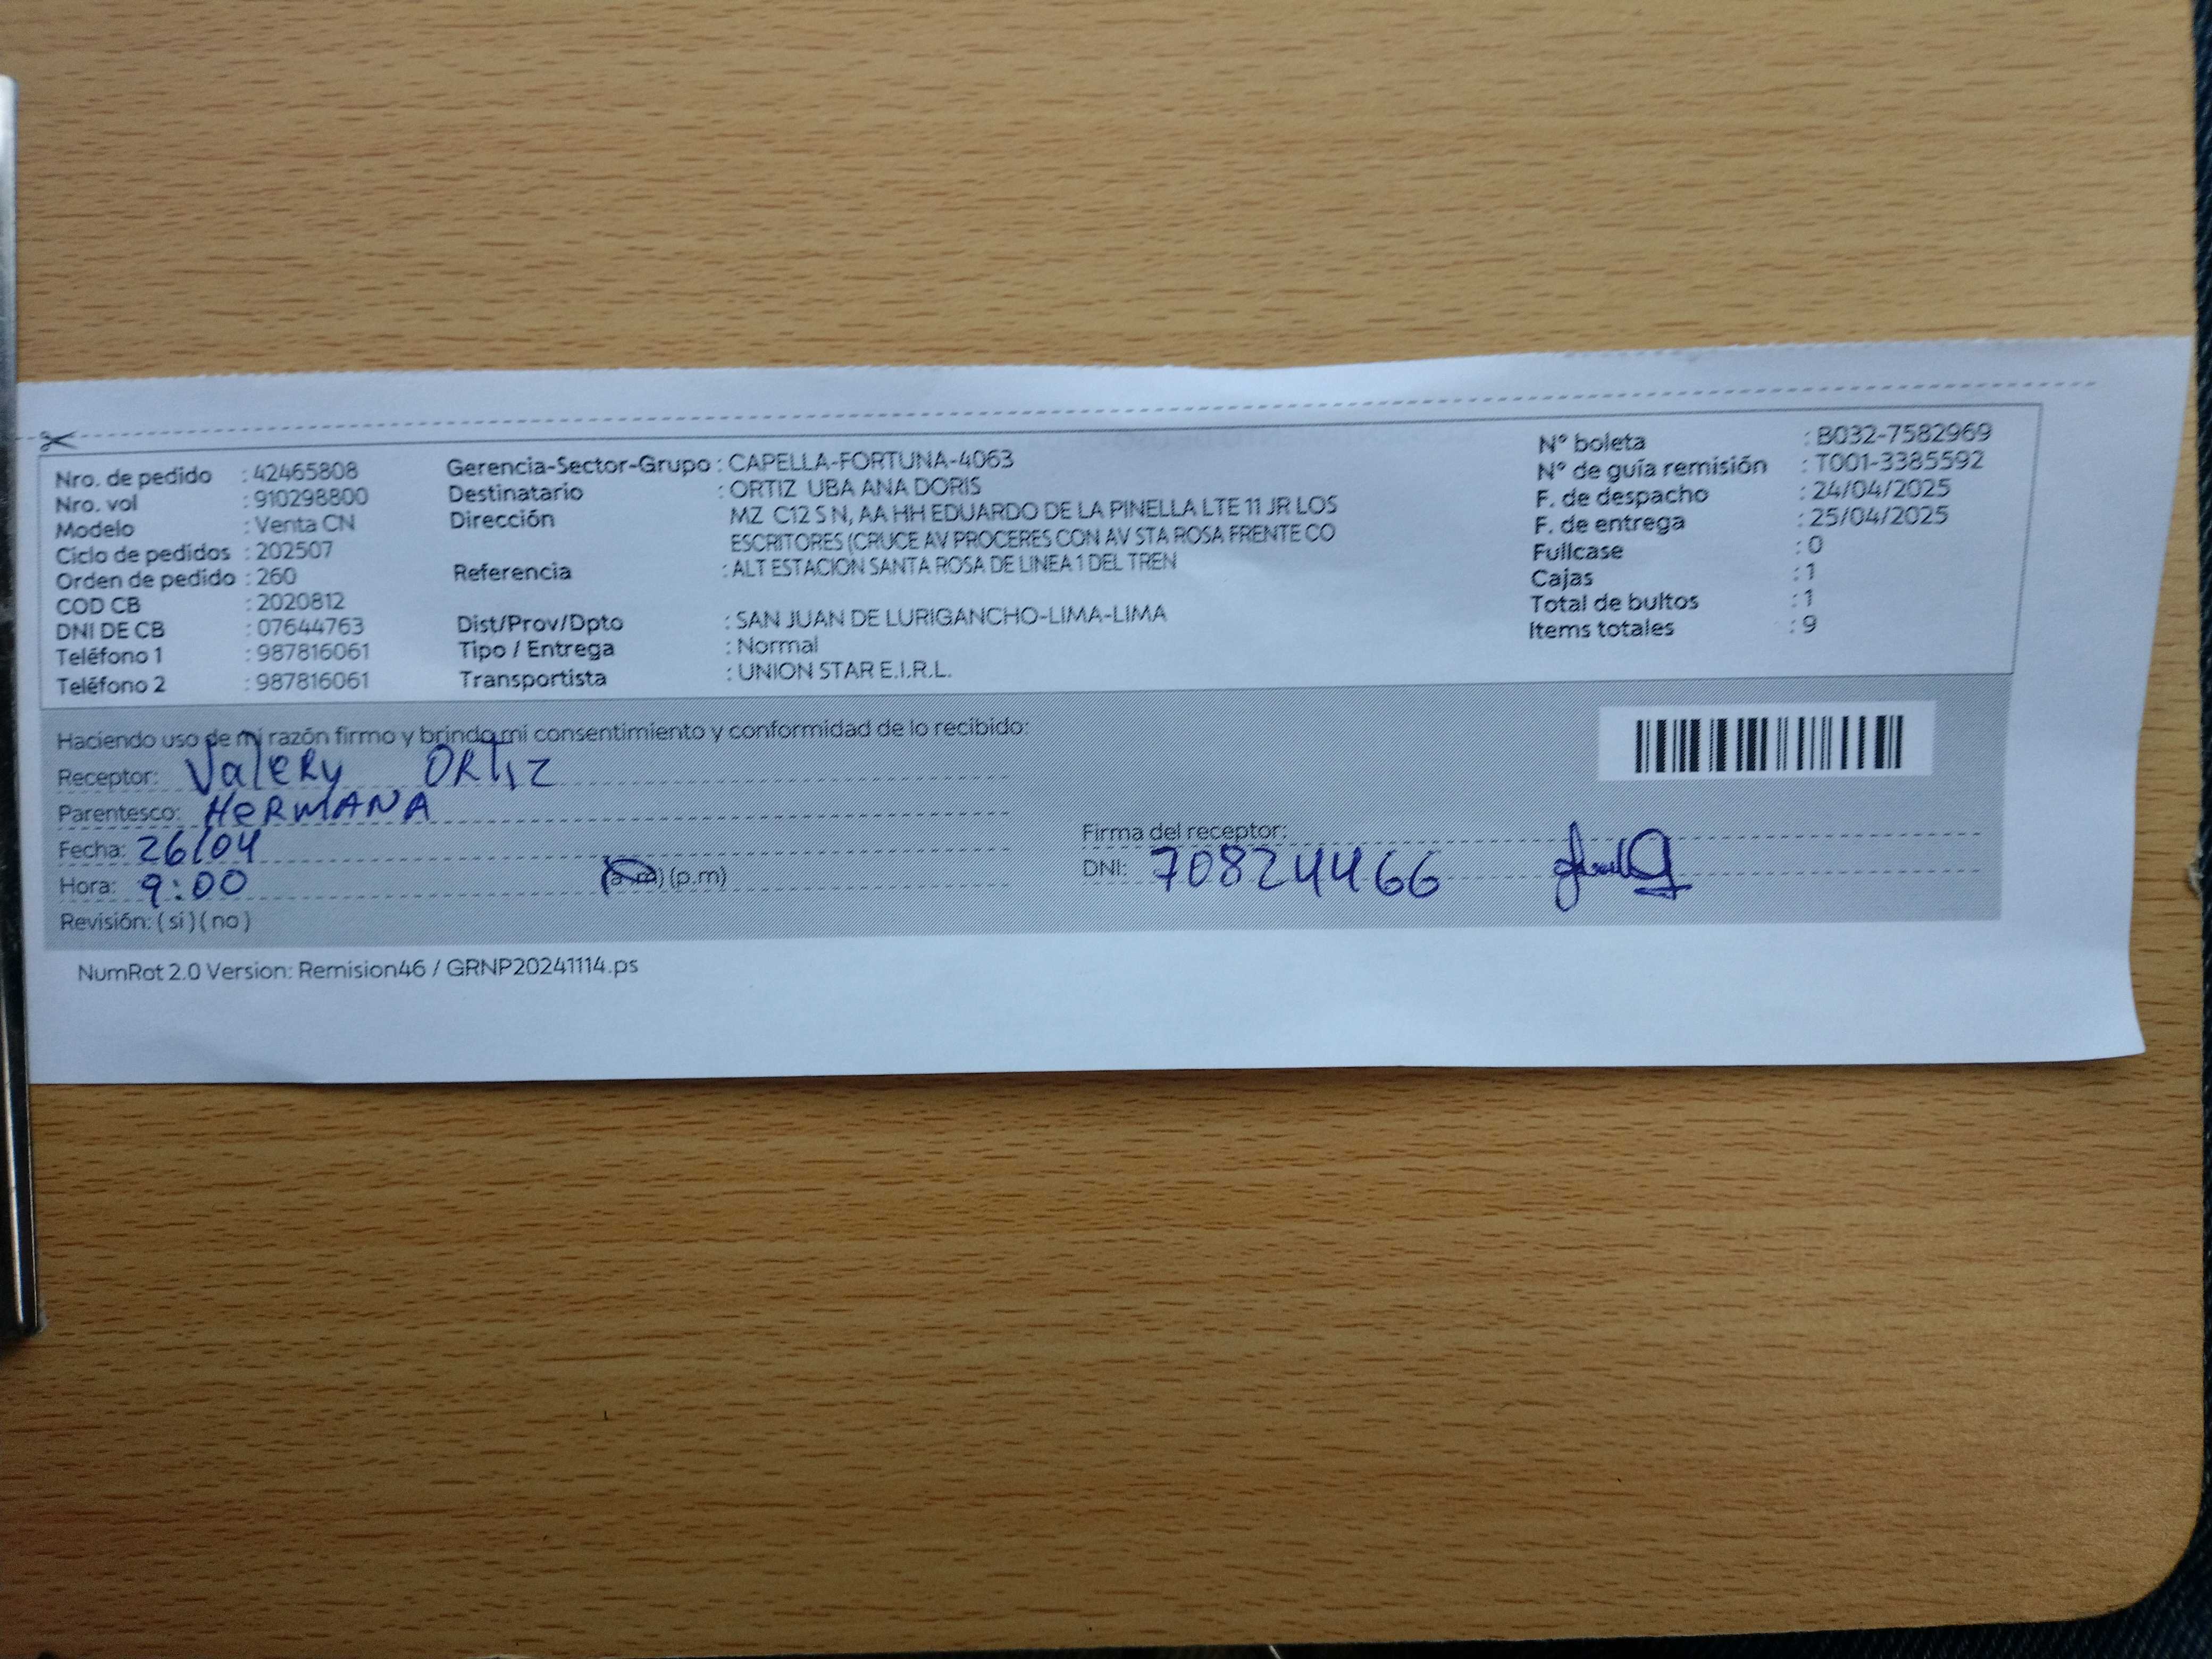 Nro. de pedido : 42465808
Nro. vol : 910298800
Modelo : Venta CN
Ciclo de pedidos : 202507
Orden de pedido : 260
COD CB : 2020812
DNI DE CB : 07644763
Teléfono 1 : 987816061
Teléfono 2 : 987816061
Gerencia-Sector-Grupo : CAPELLA-FORTUNA-4063
Destinatario : ORTIZ UBA ANA DORIS
Dirección MZ C12 S N, AA HH EDUARDO DE LA PINELLA LTE 11 JR LOS
ESCRITORES (CRUCE AV PROCERES CON AV STA ROSA FRENTE CO
Referencia : ALT ESTACION SANTA ROSA DE LINEA 1 DEL TREN
Dist/Prov/Dpto : SAN JUAN DE LURIGANCHO-LIMA-LIMA
Tipo / Entrega : Normal
Transportista : UNION STAR E.I.R.L.
N° boleta : B032-7582969
N° de guía remisión : T001-3385592
F. de despacho : 24/04/2025
F. de entrega : 25/04/2025
Fullcase : 0
Cajas : 1
Total de bultos : 1
Items totales : 9
Haciendo uso de mi razón firmo y brindo mi consentimiento y conformidad de lo recibido:
Receptor: Valery ORTIZ
Parentesco: HERMANA
Fecha: 26/04
Hora: 9:00 (a.m) (p.m)
Revisión: ( si ) ( no )
Firma del receptor:
DNI: 708244466
NumRot 2.0 Version: Remision46 / GRNP20241114.ps